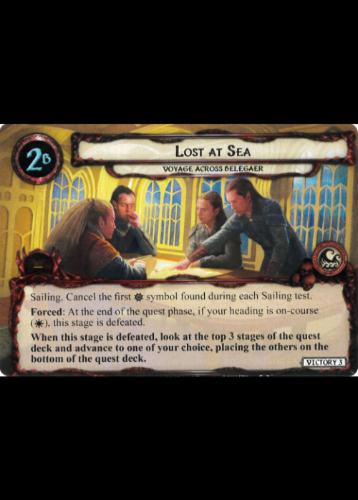 2B
LOST AT SEA
VOYAGE ACROSS BELEGAER
Sailing. Cancel the first symbol found during each Sailing test.
Forced: At the end of the quest phase, if your heading is on-course
(☀), this stage is defeated.
When this stage is defeated, look at the top 3 stages of the quest
deck and advance to one of your choice, placing the others on the
bottom of the quest deck.
VICTORY 3